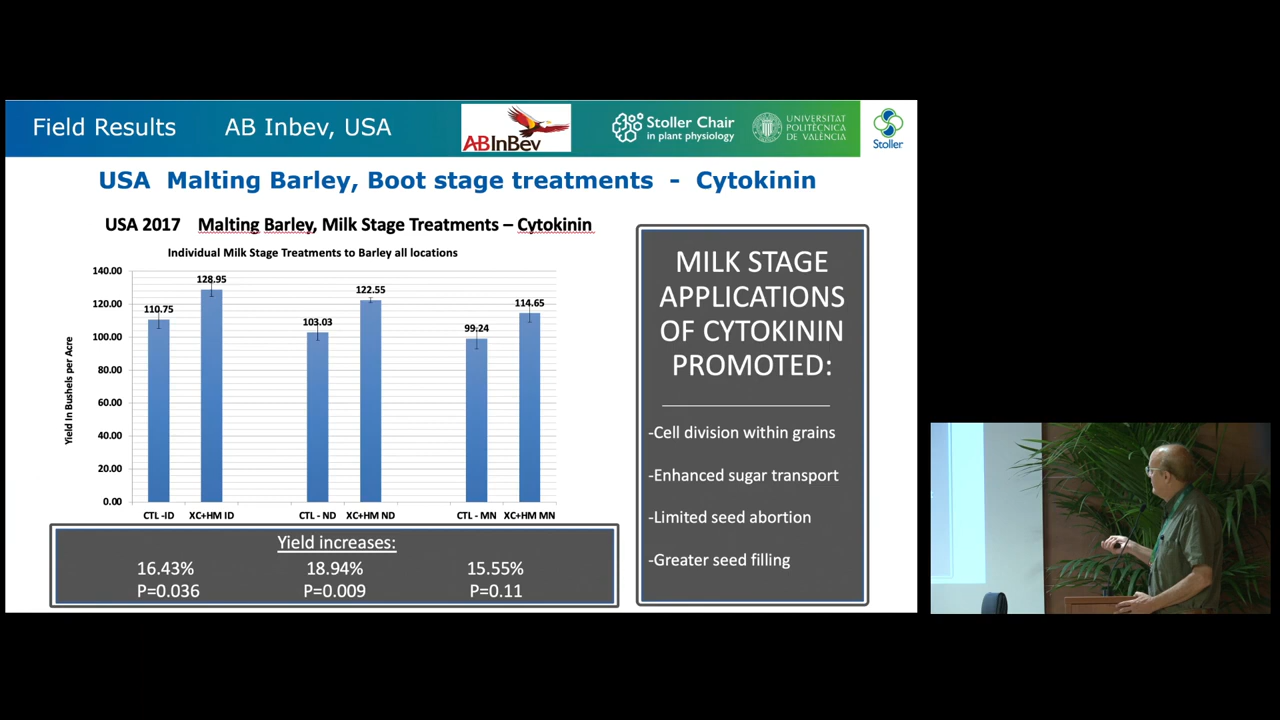 Field Results AB Inbev, USA
ABInBev
Stoller Chair
in plant physiology
UNIVERSITAT
POLITÈCNICA
DE VALÈNCIA
Stoller
USA Malting Barley, Boot stage treatments - Cytokinin
USA 2017 Malting Barley, Milk Stage Treatments – Cytokinin
Individual Milk Stage Treatments to Barley all locations
Yield In Bushels per Acre
140.00
120.00
100.00
80.00
60.00
40.00
20.00
0.00
110.75
128.95
103.03
122.55
99.24
114.65
CTL -ID
XC+HM ID
CTL - ND
XC+HM ND
CTL - MN
XC+HM MN
Yield increases:
16.43% 18.94% 15.55%
P=0.036 P=0.009 P=0.11
MILK STAGE
APPLICATIONS
OF CYTOKININ
PROMOTED:
-Cell division within grains
-Enhanced sugar transport
-Limited seed abortion
-Greater seed filling